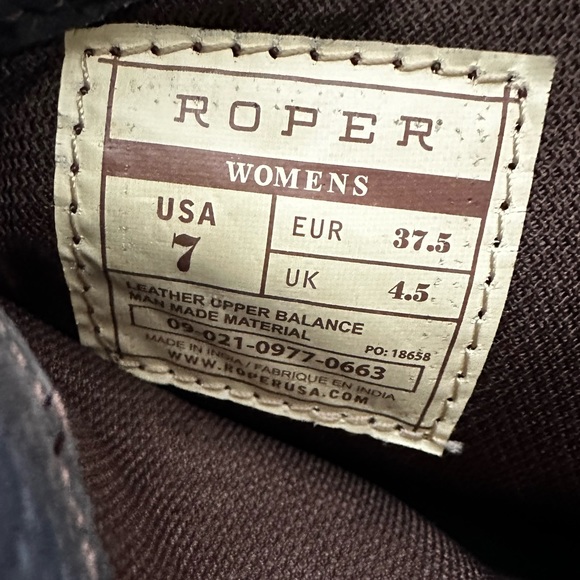 ROPER
WOMENS
USA
7
EUR 37.5
UK 4.5
LEATHER UPPER BALANCE
MAN MADE MATERIAL
PO: 18658
09-021-0977-0663
MADE IN INDIA / FABRIQUE EN INDIA
WWW.ROPERUSA.COM